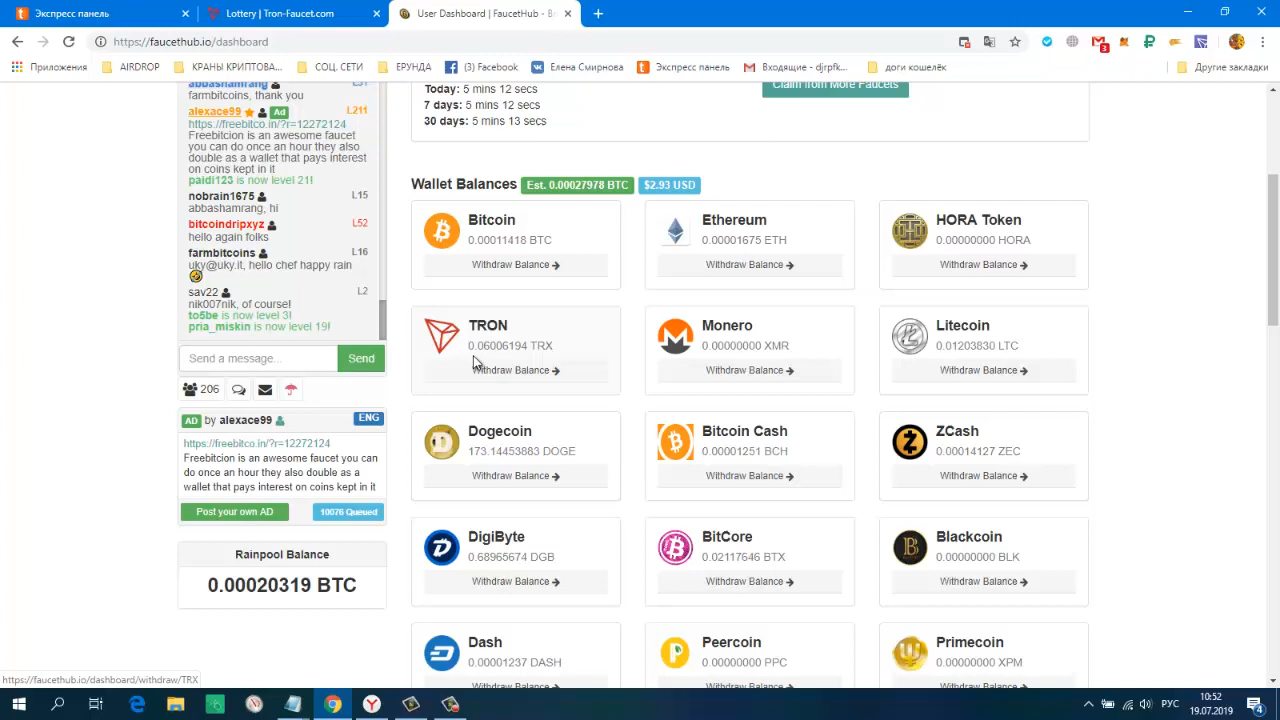 Экспресс панель
Lottery | Tron-Faucet.com
User Dashboard | FaucetHub - B
https://faucethub.io/dashboard
3
Приложения
AIRDROP
КРАНЫ КРИПТОВА...
СОЦ. СЕТИ
ЕРУНДА
(3) Facebook
Елена Смирнова
Экспресс панель
Входящие - djrpfk...
доги кошелёк
Другие закладки
abbashamrang L31
farmbitcoins, thank you
alexace99 Ad L211
https://freebitco.in/?r=12272124
Freebitcion is an awesome faucet
you can do once an hour they also
double as a wallet that pays interest
on coins kept in it
paidi123 is now level 21!
nobrain1675 L15
abbashamrang, hi
bitcoindripxyz L52
hello again folks
farmbitcoins L16
uky@uky.it, hello chef happy rain
sav22 L2
nik007nik, of course!
to5be is now level 3!
pria_miskin is now level 19!
Send a message...
Send
206
AD by alexace99 ENG
https://freebitco.in/?r=12272124
Freebitcion is an awesome faucet you can
do once an hour they also double as a
wallet that pays interest on coins kept in it
Post your own AD
10076 Queued
Rainpool Balance
0.00020319 BTC
Today: 5 mins 12 secs
7 days: 5 mins 12 secs
30 days: 5 mins 13 secs
Claim from More Faucets
Wallet Balances Est. 0.00027978 BTC $2.93 USD
Bitcoin
0.00011418 BTC
Withdraw Balance
Ethereum
0.00001675 ETH
Withdraw Balance
HORA Token
0.00000000 HORA
Withdraw Balance
TRON
0.06006194 TRX
Withdraw Balance
Monero
0.00000000 XMR
Withdraw Balance
Litecoin
0.01203830 LTC
Withdraw Balance
Dogecoin
173.14453883 DOGE
Withdraw Balance
Bitcoin Cash
0.00001251 BCH
Withdraw Balance
ZCash
0.00014127 ZEC
Withdraw Balance
DigiByte
0.68965674 DGB
Withdraw Balance
BitCore
0.02117646 BTX
Withdraw Balance
Blackcoin
0.00000000 BLK
Withdraw Balance
Dash
0.00001237 DASH
Withdraw Balance
Peercoin
0.00000000 PPC
Withdraw Balance
Primecoin
0.00000000 XPM
Withdraw Balance
https://faucethub.io/dashboard/withdraw/TRX
РУС
10:52
19.07.2019
4